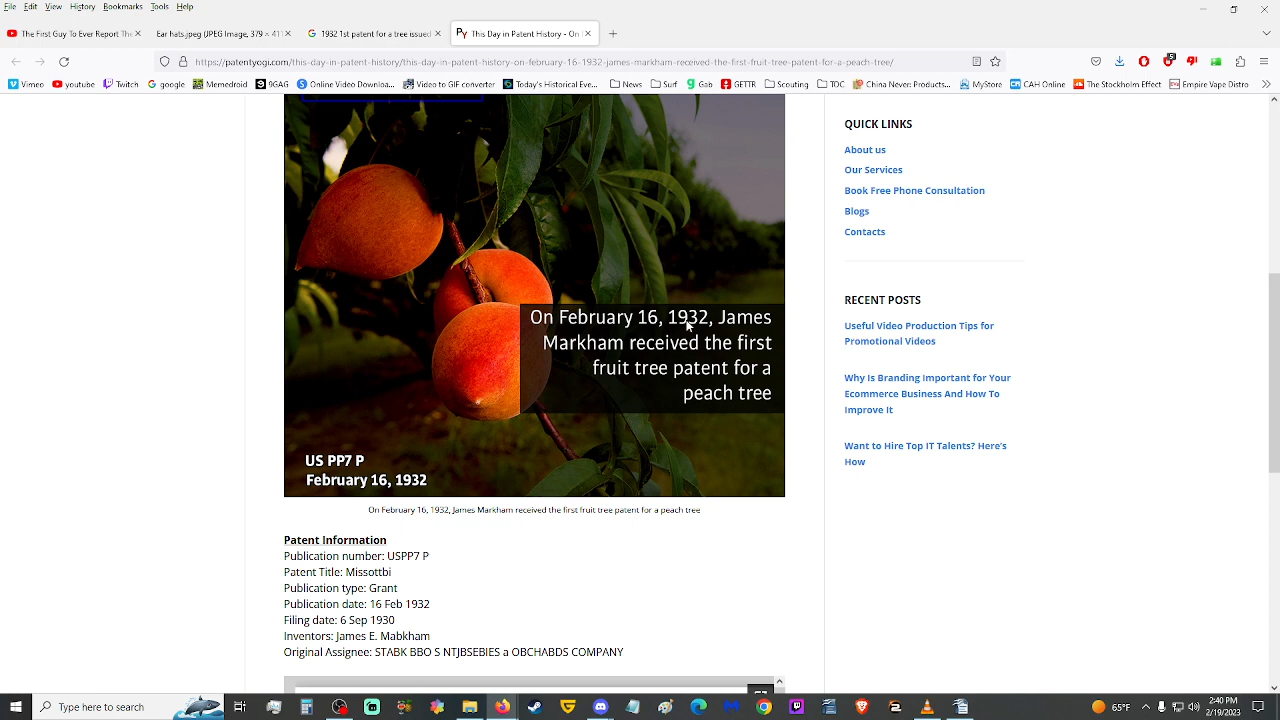 File Edit View History Bookmarks Tools Help
The First Guy To Ever Report The
Ear hats.jpeg (JPEG Image, 379 × 41
1932 1st patent for a tree issued
This Day in Patent History - On
https://patentyogi.com/this-day-in-patent-history/this-day-in-patent-history-on-february-16-1932-james-markham-received-the-first-fruit-tree-patent-for-a-peach-tree/
Vimeo youtube Twitch google Memedroid 9GAG Online Video Downl... Video to GIF converter Today's Historical Eve... News Surf Gab GETTR Scouting TOC China Never: Product... MyStore CAH Online The Stockholm Effect Empire Vape Distro
QUICK LINKS
About us
Our Services
Book Free Phone Consultation
Blogs
Contacts
RECENT POSTS
Useful Video Production Tips for
Promotional Videos
Why Is Branding Important for Your
Ecommerce Business And How To
Improve It
Want to Hire Top IT Talents? Here's
How
On February 16, 1932, James
Markham received the first
fruit tree patent for a
peach tree
US PP7 P
February 16, 1932
On February 16, 1932, James Markham received the first fruit tree patent for a peach tree
Patent Information
Publication number: USPP7 P
Patent Title: Missottbi
Publication type: Grant
Publication date: 16 Feb 1932
Filing date: 6 Sep 1930
Inventors: James E. Mabkham
Original Assignee: STABK BBO S NTJBSEBIES a OBCHABDS COMPANY
Type here to search
65°F
2:40 PM
2/19/2023